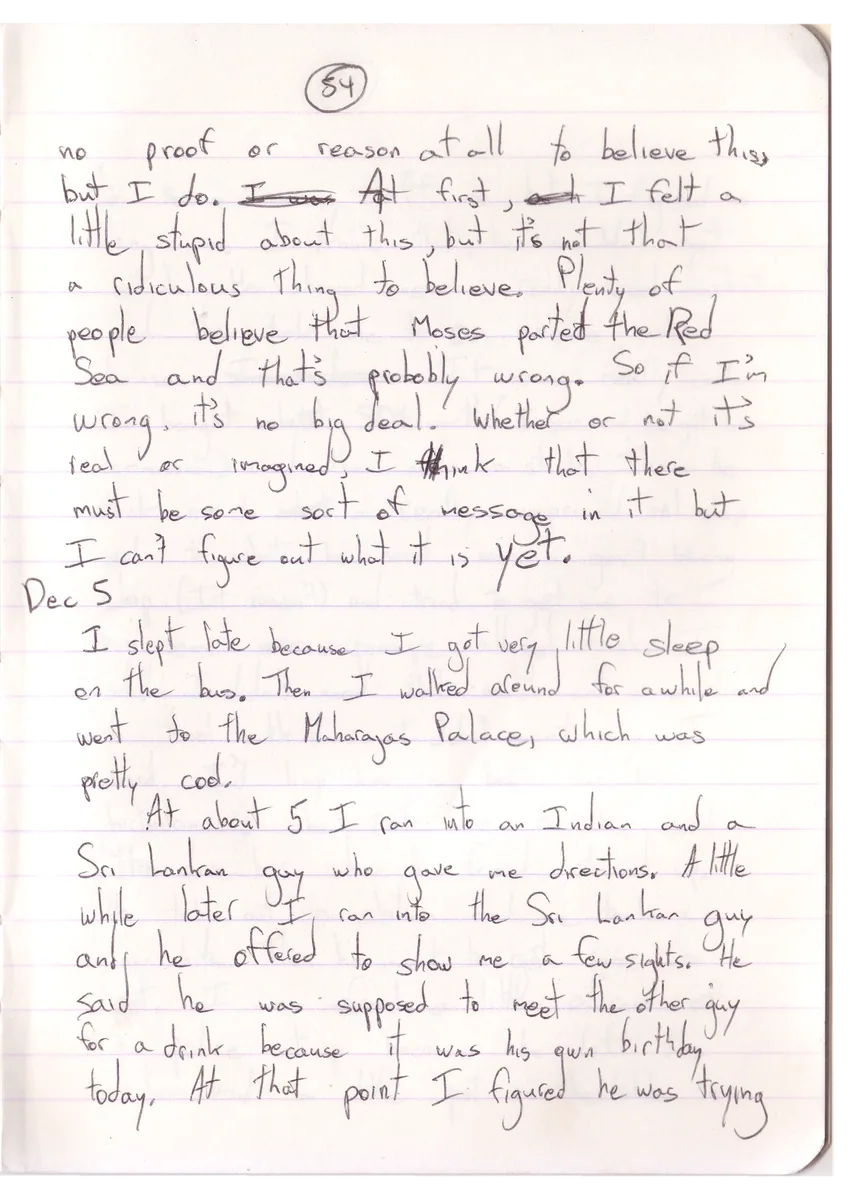 54
no proof or reason at all to believe this,
but I do. I was At first, I felt a
little stupid about this, but it's not that
a ridiculous thing to believe. Plenty of
people believe that Moses parted the Red
Sea and that's probably wrong. So if I'm
wrong, it's no big deal. Whether or not it's
real or imagined, I think that there
must be some sort of message in it but
I can't figure out what it is yet.
Dec 5
I slept late because I got very little sleep
on the bus. Then I walked around for awhile and
went to the Maharajas Palace, which was
pretty cool.
At about 5 I ran into an Indian and a
Sri Lankan guy who gave me directions. A little
while later I ran into the Sri Lankan guy
and he offered to show me a few sights. He
said he was supposed to meet the other guy
for a drink because it was his own birthday
today. At that point I figured he was trying